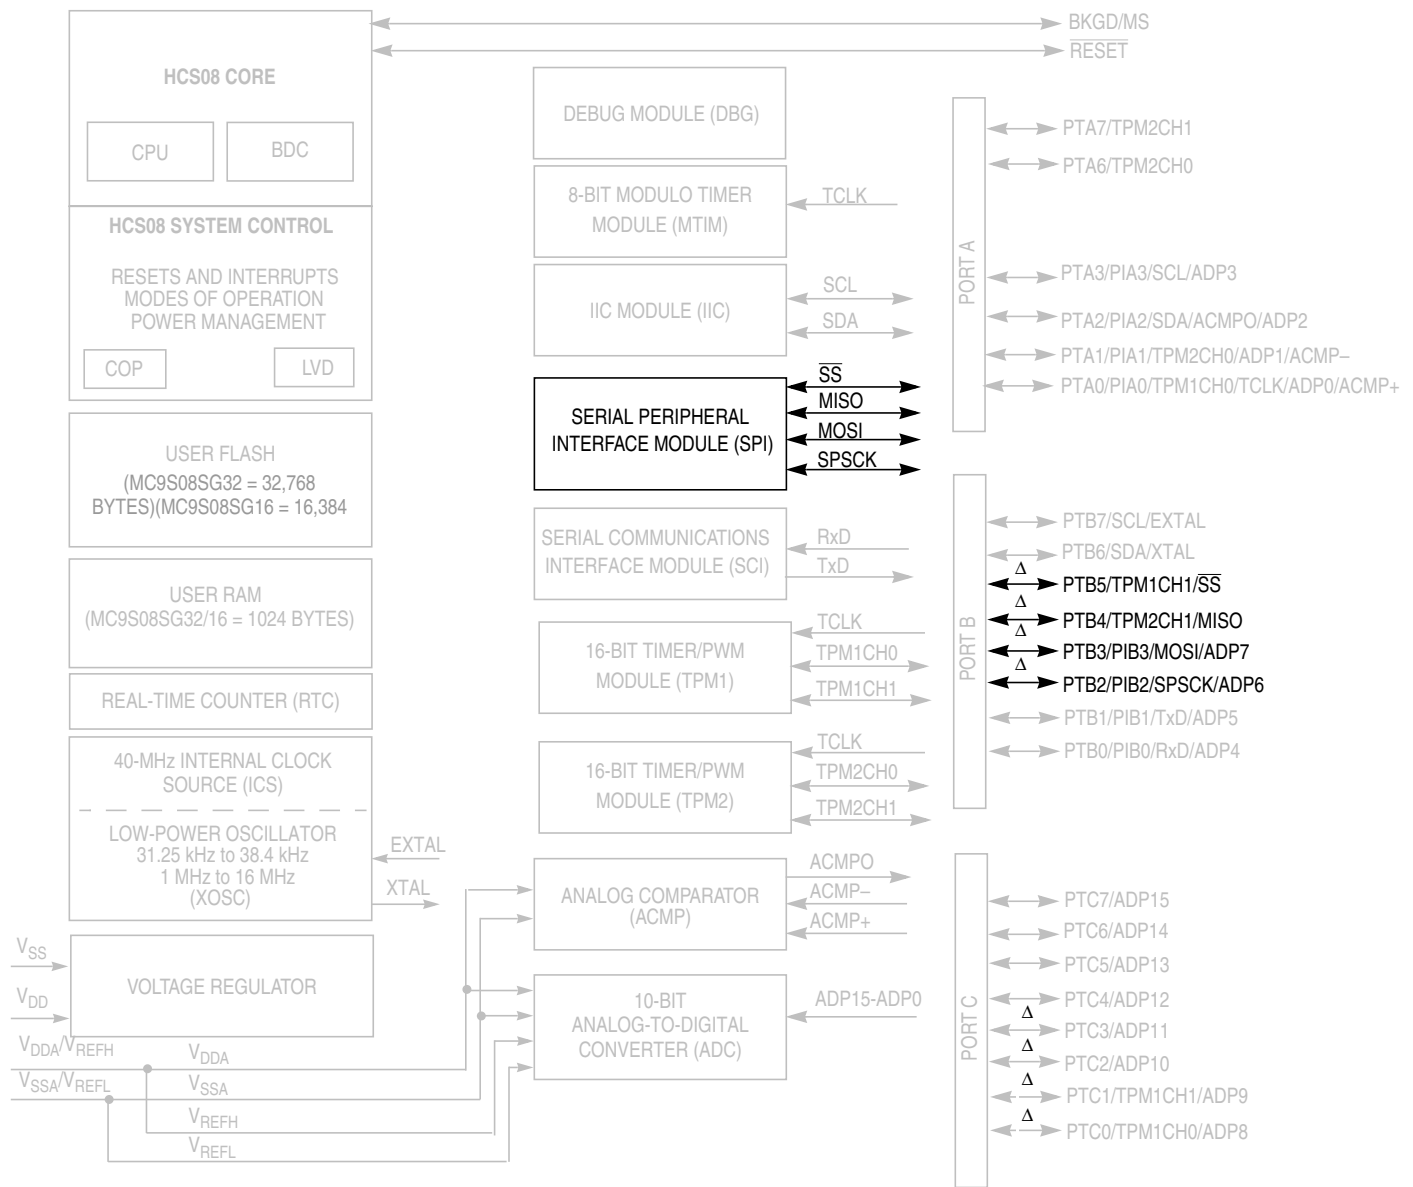 BKGD/MS
RESET
HCS08 CORE
CPU
BDC
HCS08 SYSTEM CONTROL
RESETS AND INTERRUPTS
MODES OF OPERATION
POWER MANAGEMENT
COP
LVD
USER FLASH
(MC9S08SG32 = 32,768
BYTES)(MC9S08SG16 = 16,384
USER RAM
(MC9S08SG32/16 = 1024 BYTES)
REAL-TIME COUNTER (RTC)
40-MHz INTERNAL CLOCK
SOURCE (ICS)
LOW-POWER OSCILLATOR
31.25 kHz to 38.4 kHz
1 MHz to 16 MHz
(XOSC)
EXTAL
XTAL
VSS
VDD
VOLTAGE REGULATOR
VDDA/VREFH
VSSA/VREFL
VDDA
VSSA
VREFH
VREFL
DEBUG MODULE (DBG)
8-BIT MODULO TIMER
MODULE (MTIM)
TCLK
IIC MODULE (IIC)
SCL
SDA
SERIAL PERIPHERAL
INTERFACE MODULE (SPI)
SS
MISO
MOSI
SPSCK
SERIAL COMMUNICATIONS
INTERFACE MODULE (SCI)
RxD
TxD
16-BIT TIMER/PWM
MODULE (TPM1)
TCLK
TPM1CH0
TPM1CH1
16-BIT TIMER/PWM
MODULE (TPM2)
TCLK
TPM2CH0
TPM2CH1
ANALOG COMPARATOR
(ACMP)
ACMPO
ACMP–
ACMP+
10-BIT
ANALOG-TO-DIGITAL
CONVERTER (ADC)
ADP15-ADP0
PORT A
PTA7/TPM2CH1
PTA6/TPM2CH0
PTA3/PIA3/SCL/ADP3
PTA2/PIA2/SDA/ACMPO/ADP2
PTA1/PIA1/TPM2CH0/ADP1/ACMP–
PTA0/PIA0/TPM1CH0/TCLK/ADP0/ACMP+
PORT B
PTB7/SCL/EXTAL
PTB6/SDA/XTAL
Δ PTB5/TPM1CH1/SS
Δ PTB4/TPM2CH1/MISO
Δ PTB3/PIB3/MOSI/ADP7
Δ PTB2/PIB2/SPSCK/ADP6
PTB1/PIB1/TxD/ADP5
PTB0/PIB0/RxD/ADP4
PORT C
PTC7/ADP15
PTC6/ADP14
PTC5/ADP13
PTC4/ADP12
Δ PTC3/ADP11
Δ PTC2/ADP10
Δ PTC1/TPM1CH1/ADP9
Δ PTC0/TPM1CH0/ADP8